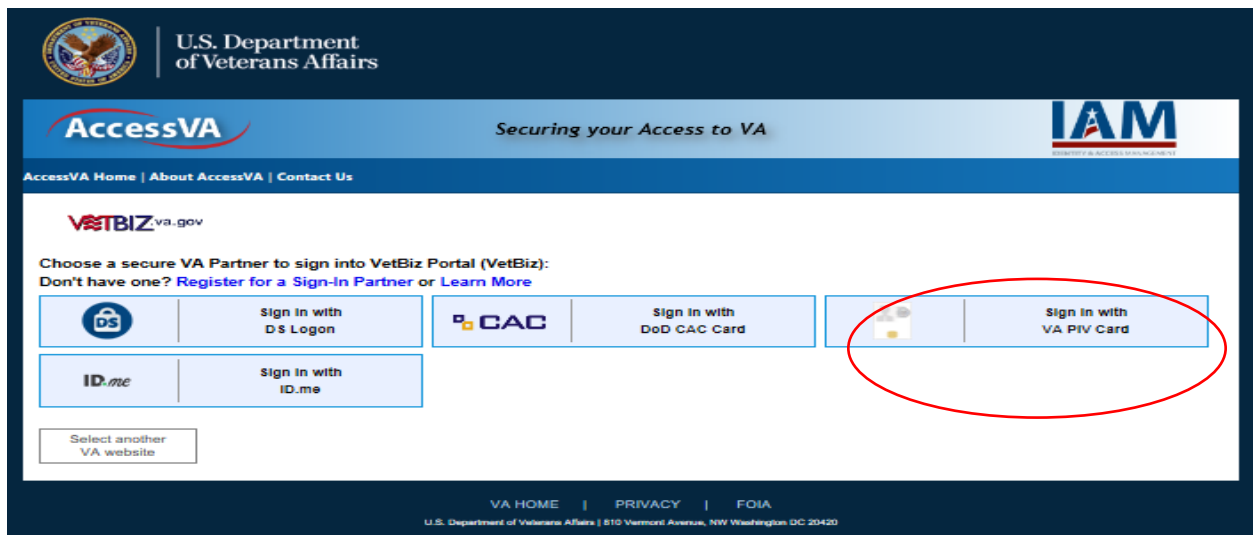 U.S. Department
of Veterans Affairs
AccessVA
Securing your Access to VA
IAM
IDENTITY & ACCESS MANAGEMENT
AccessVA Home | About AccessVA | Contact Us
VETBIZ.va.gov
Choose a secure VA Partner to sign into VetBiz Portal (VetBiz):
Don't have one? Register for a Sign-In Partner or Learn More
DS
Sign in with
DS Logon
CAC
Sign in with
DoD CAC Card
Sign in with
VA PIV Card
ID.me
Sign in with
ID.me
Select another
VA website
VA HOME | PRIVACY | FOIA
U.S. Department of Veterans Affairs | 810 Vermont Avenue, NW Washington DC 20420